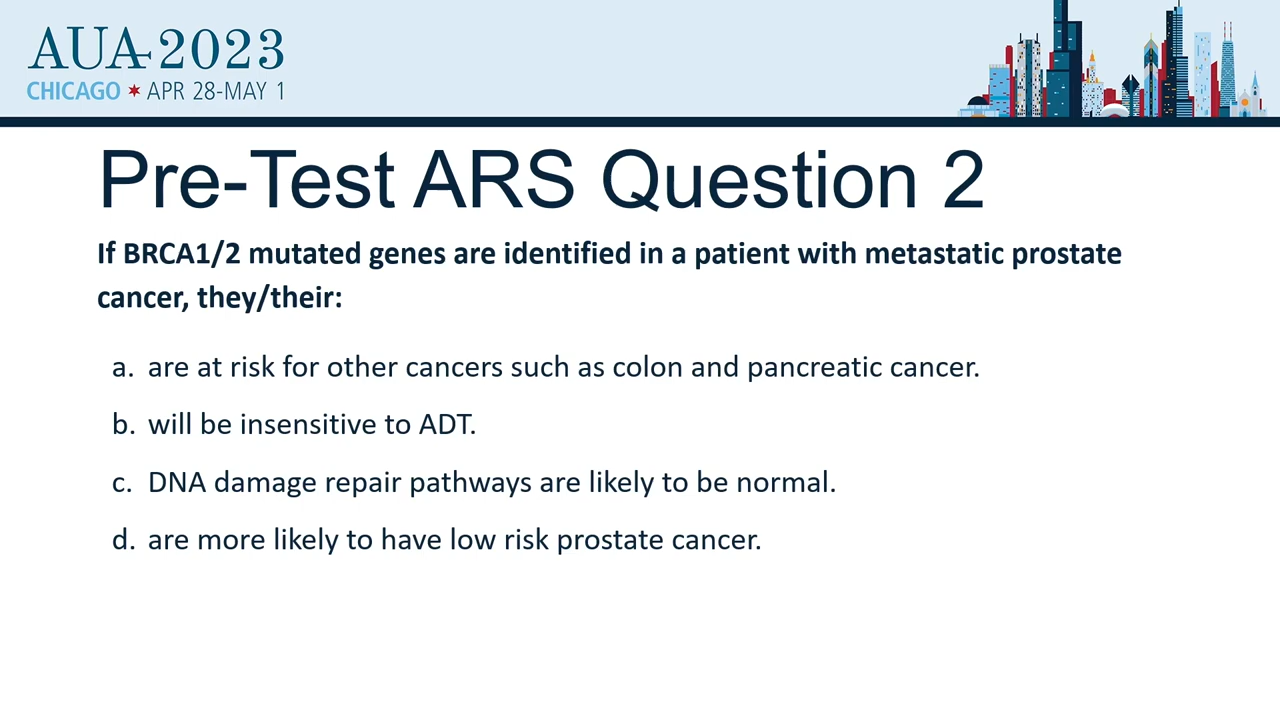 AUA 2023
CHICAGO ★ APR 28-MAY 1
Pre-Test ARS Question 2
If BRCA1/2 mutated genes are identified in a patient with metastatic prostate
cancer, they/their:
a. are at risk for other cancers such as colon and pancreatic cancer.
b. will be insensitive to ADT.
c. DNA damage repair pathways are likely to be normal.
d. are more likely to have low risk prostate cancer.